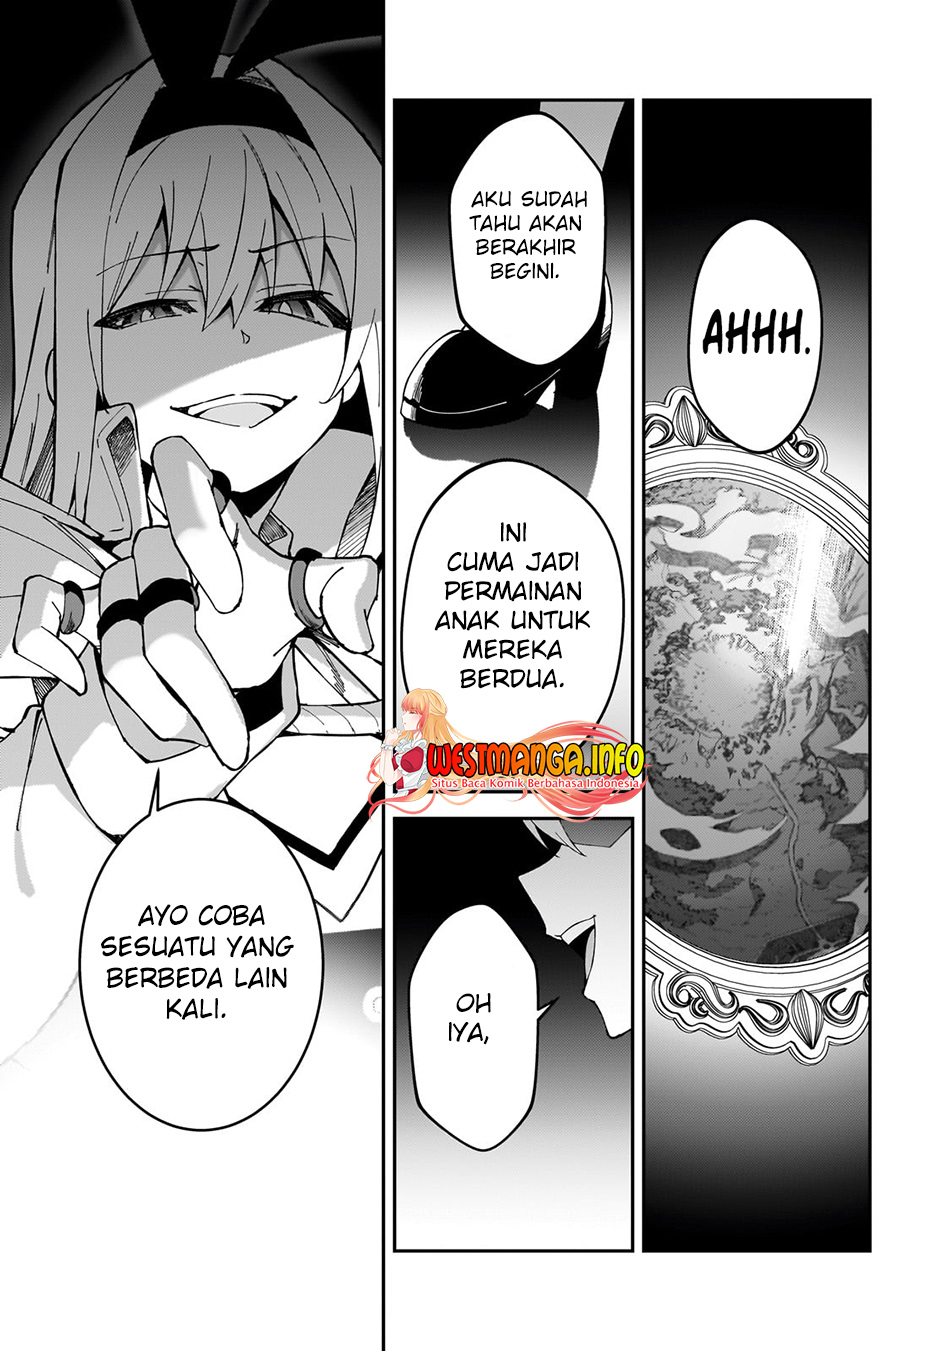 AHHH.
AKU SUDAH
TAHU AKAN
BERAKHIR
BEGINI.
INI
CUMA JADI
PERMAINAN
ANAK UNTUK
MEREKA
BERDUA.
WESTMANGA.INFO
Situs Baca Komik Berbahasa Indonesia
OH
IYA,
AYO COBA
SESUATU YANG
BERBEDA LAIN
KALI.